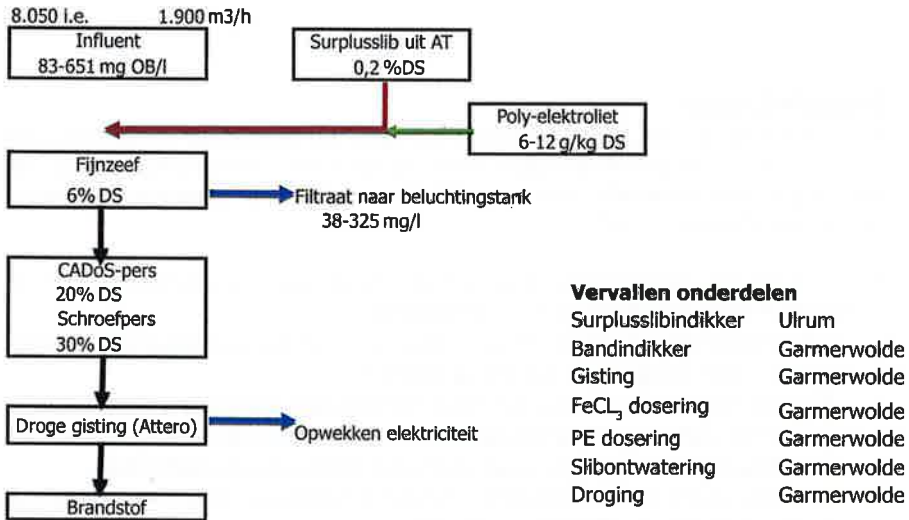 8.050 i.e. 1.900 m3/h
Influent
83-651 mg OB/l
Surplusslib uit AT
0,2 %DS
Poly-elektroliet
6-12 g/kg DS
Fijnzeef
6% DS
Filtraat naar beluchtingstank
38-325 mg/l
CADoS-pers
20% DS
Schroefpers
30% DS
Droge gisting (Attero)
Opwekken elektriciteit
Brandstof
Vervallen onderdelen
Surplusslibindikker Ulrum
Bandindikker Garmerwolde
Gisting Garmerwolde
FeCL₃ dosering Garmerwolde
PE dosering Garmerwolde
Slibontwatering Garmerwolde
Droging Garmerwolde